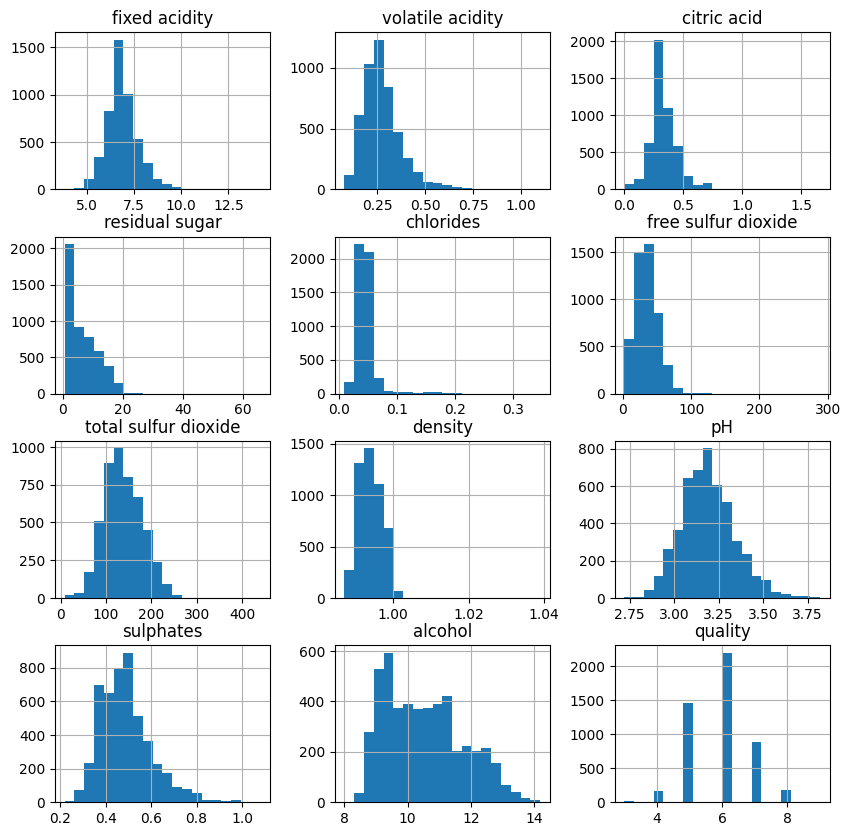 fixed acidity
1500
1000
500
0
5.0 7.5 10.0 12.5
volatile acidity
1000
500
0
0.25 0.50 0.75 1.00
citric acid
2000
1500
1000
500
0
0.0 0.5 1.0 1.5
residual sugar
2000
1500
1000
500
0
0 20 40 60
chlorides
2000
1500
1000
500
0
0.0 0.1 0.2 0.3
free sulfur dioxide
1500
1000
500
0
0 100 200 300
total sulfur dioxide
1000
750
500
250
0
0 100 200 300 400
density
1500
1000
500
0
1.00 1.02 1.04
pH
800
600
400
200
0
2.75 3.00 3.25 3.50 3.75
sulphates
800
600
400
200
0
0.2 0.4 0.6 0.8 1.0
alcohol
600
400
200
0
8 10 12 14
quality
2000
1500
1000
500
0
4 6 8